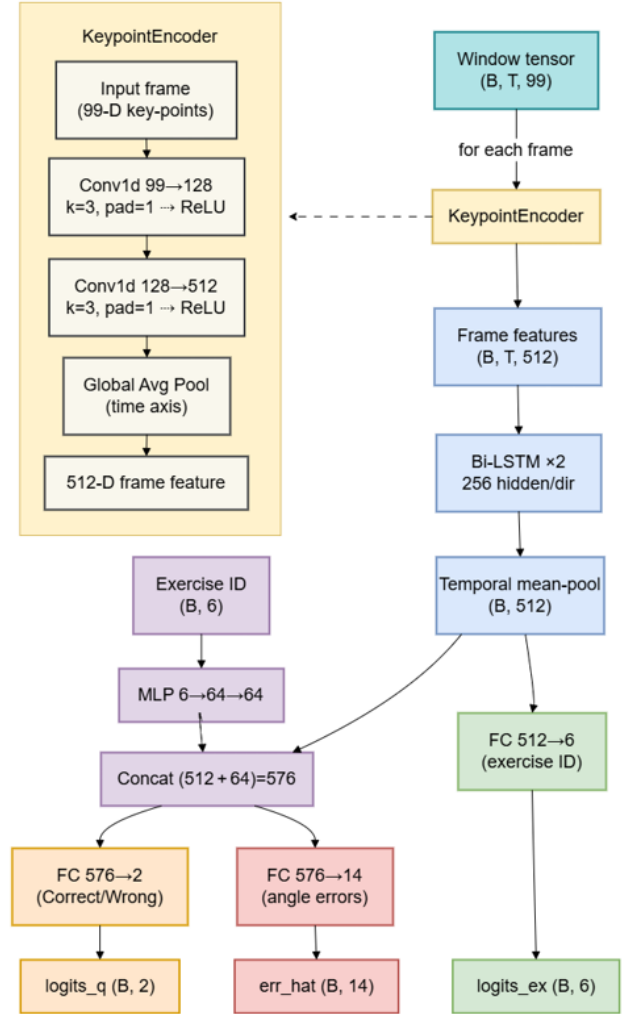 KeypointEncoder
Input frame
(99-D key-points)
Conv1d 99→128
k=3, pad=1 ⇢ ReLU
Conv1d 128→512
k=3, pad=1 ⇢ ReLU
Global Avg Pool
(time axis)
512-D frame feature
Window tensor
(B, T, 99)
for each frame
KeypointEncoder
Frame features
(B, T, 512)
Bi-LSTM ×2
256 hidden/dir
Temporal mean-pool
(B, 512)
Exercise ID
(B, 6)
MLP 6→64→64
Concat (512 + 64)=576
FC 512→6
(exercise ID)
FC 576→2
(Correct/Wrong)
FC 576→14
(angle errors)
logits_q (B, 2)
err_hat (B, 14)
logits_ex (B, 6)